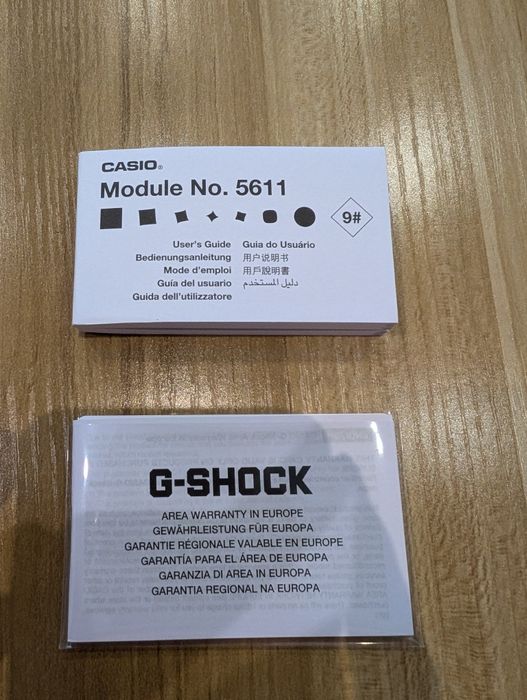 CASIO®
Module No. 5611
9#
User's Guide Guia do Usuário
Bedienungsanleitung 用户说明书
Mode d'emploi 用戶說明書
Guía del usuario دليل المستخدم
Guida dell'utilizzatore
G-SHOCK
AREA WARRANTY IN EUROPE
GEWÄHRLEISTUNG FÜR EUROPA
GARANTIE RÉGIONALE VALABLE EN EUROPE
GARANTÍA PARA EL ÁREA DE EUROPA
GARANZIA DI AREA IN EUROPA
GARANTIA REGIONAL NA EUROPA